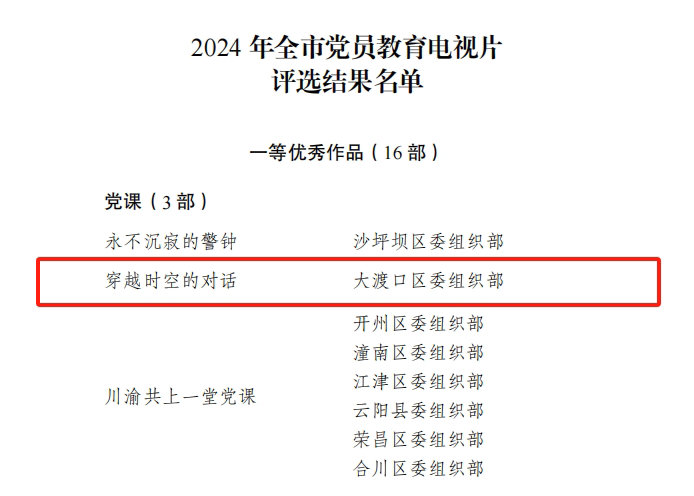 2024 年全市党员教育电视片
评选结果名单
一等优秀作品（16 部）
党课（3 部）
永不沉寂的警钟 沙坪坝区委组织部
穿越时空的对话 大渡口区委组织部
开州区委组织部
潼南区委组织部
江津区委组织部
川渝共上一堂党课
云阳县委组织部
荣昌区委组织部
合川区委组织部